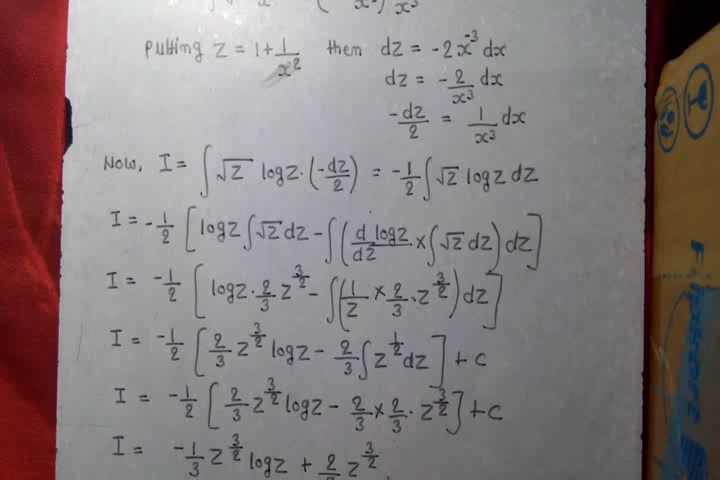 Putting Z = 1 + 1/x² then dz = -2x⁻³ dx
dz = -2/x³ dx
-dz/2 = 1/x³ dx
Now, I = ∫√z log z · (-dz/2) = -1/2 ∫√z log z dz
I = -1/2 [log z ∫√z dz - ∫(d log z/dz × ∫√z dz) dz]
I = -1/2 [log z · 2/3 z^(3/2) - ∫(1/z × 2/3 · z^(3/2)) dz]
I = -1/2 [2/3 z^(3/2) log z - 2/3 ∫ z^(1/2) dz] + c
I = -1/2 [2/3 z^(3/2) log z - 2/3 × 2/3 · z^(3/2)] + c
I = -1/3 z^(3/2) log z + 2/ z^(3/2)